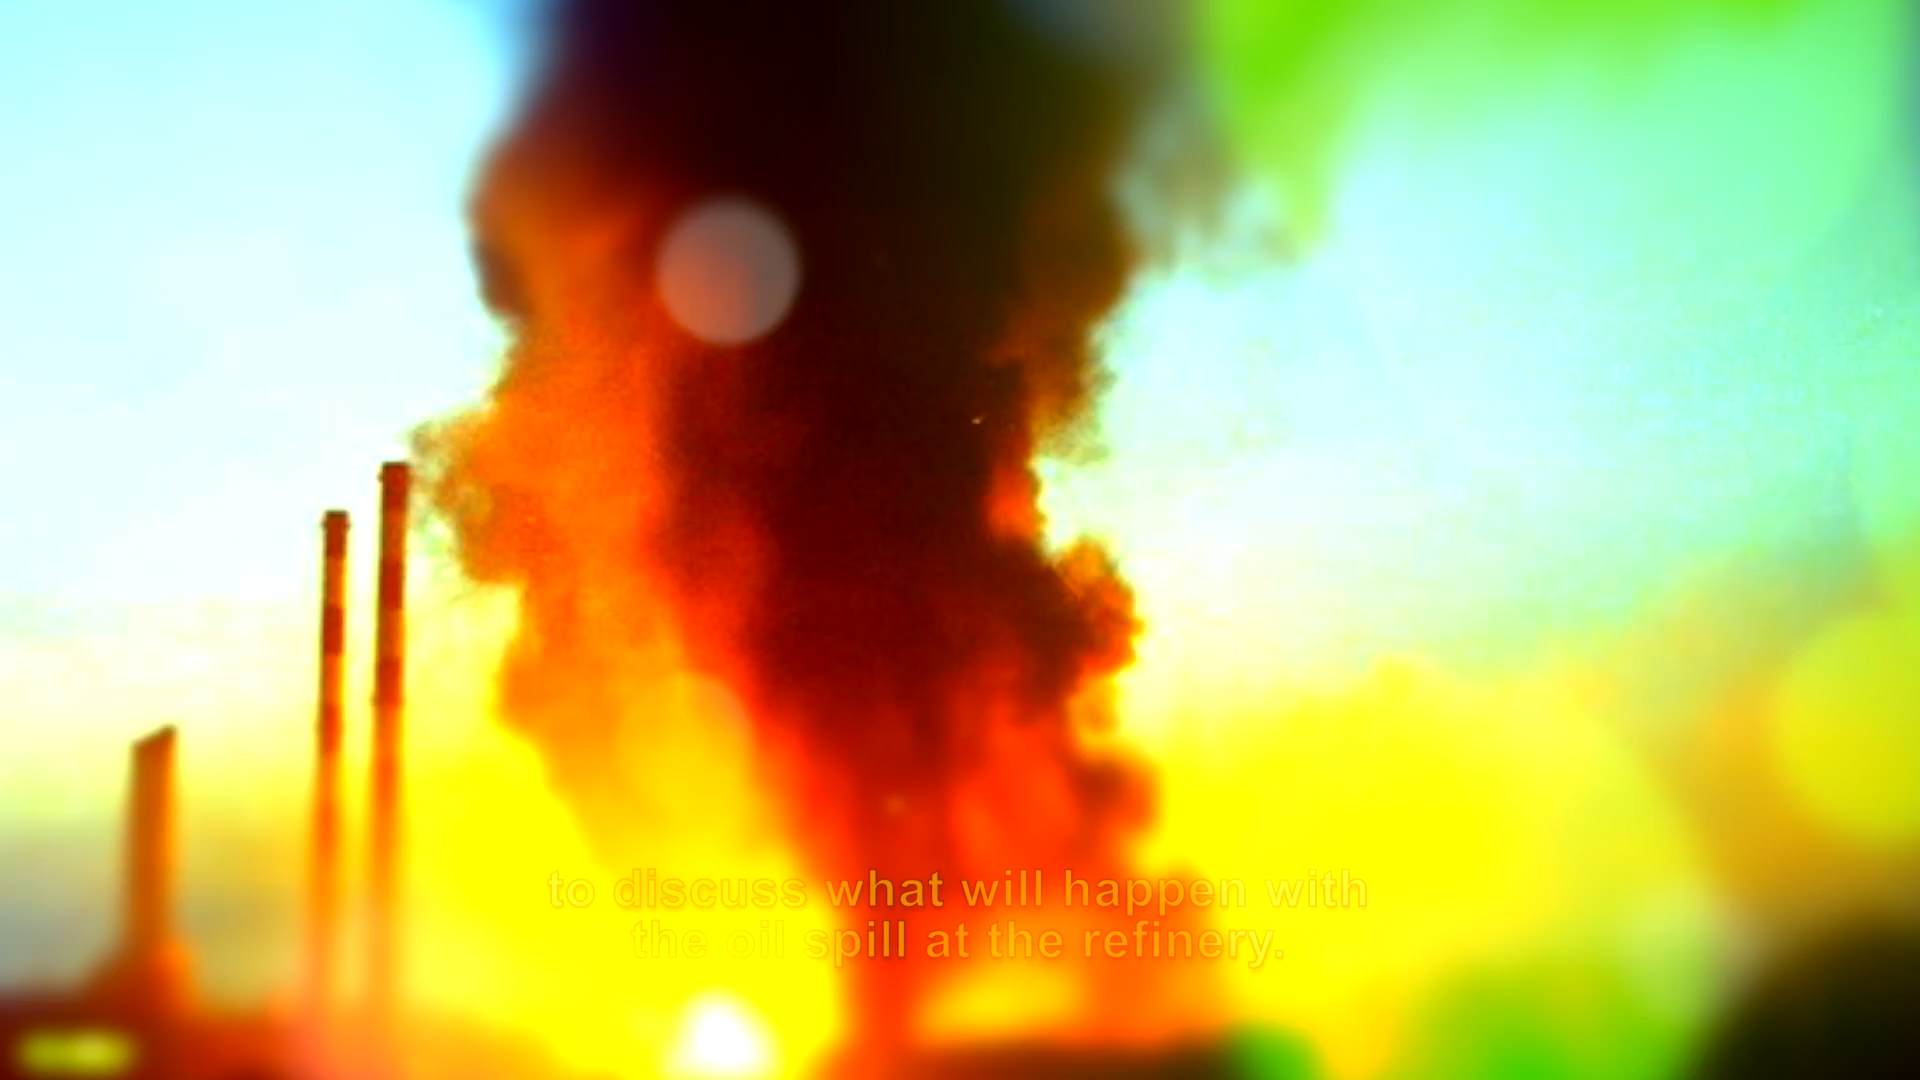 to discuss what will happen with
the oil spill at the refinery.